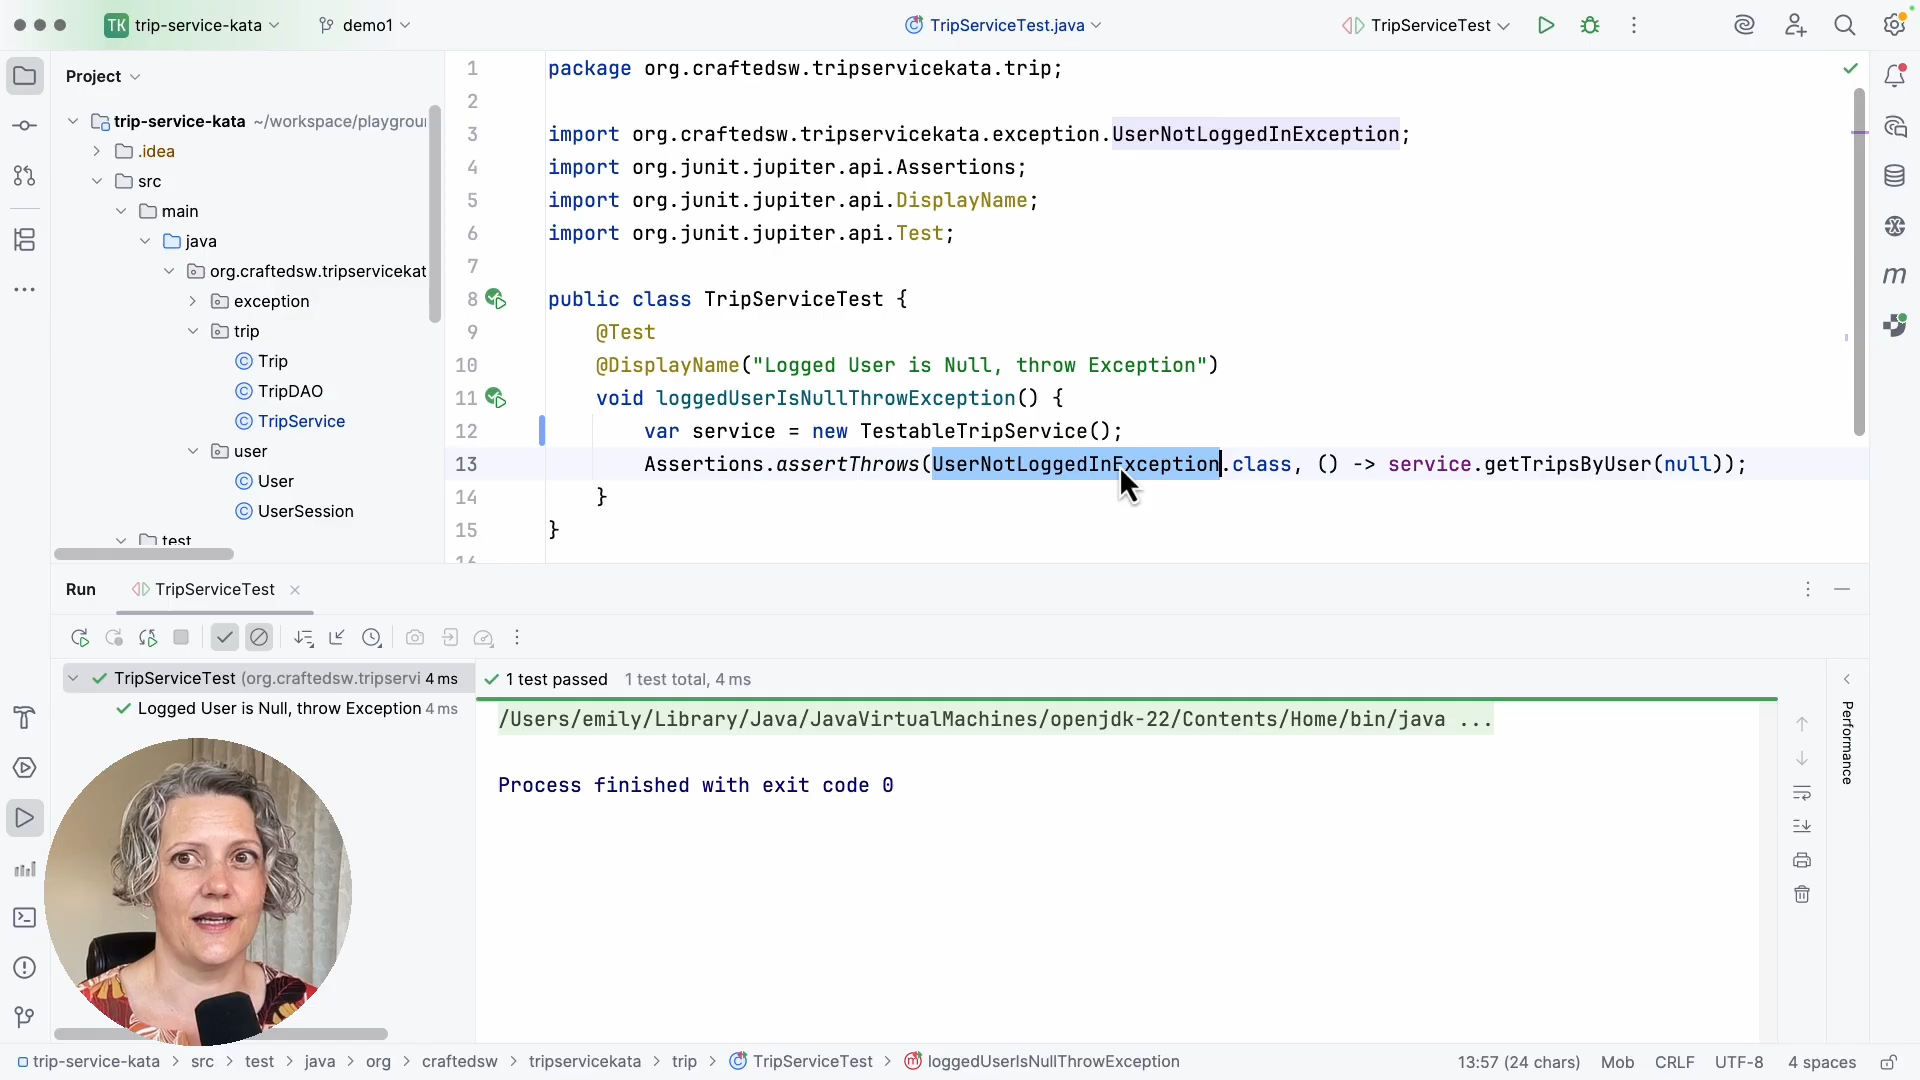 TK trip-service-kata
demo1
TripServiceTest.java
TripServiceTest
Project
trip-service-kata ~/workspace/playgrou
.idea
src
main
java
org.craftedsw.tripservicekat
exception
trip
Trip
TripDAO
TripService
user
User
UserSession
test
1 package org.craftedsw.tripservicekata.trip;
2
3 import org.craftedsw.tripservicekata.exception.UserNotLoggedInException;
4 import org.junit.jupiter.api.Assertions;
5 import org.junit.jupiter.api.DisplayName;
6 import org.junit.jupiter.api.Test;
7
8 public class TripServiceTest {
9 @Test
10 @DisplayName("Logged User is Null, throw Exception")
11 void loggedUserIsNullThrowException() {
12 var service = new TestableTripService();
13 Assertions.assertThrows(UserNotLoggedInException.class, () -> service.getTripsByUser(null));
14 }
15 }
16
Run TripServiceTest
TripServiceTest (org.craftedsw.tripservi 4 ms
Logged User is Null, throw Exception 4 ms
1 test passed 1 test total, 4 ms
/Users/emily/Library/Java/JavaVirtualMachines/openjdk-22/Contents/Home/bin/java ...
Process finished with exit code 0
Performance
m
trip-service-kata > src > test > java > org > craftedsw > tripservicekata > trip > TripServiceTest > loggedUserIsNullThrowException
13:57 (24 chars) Mob CRLF UTF-8 4 spaces